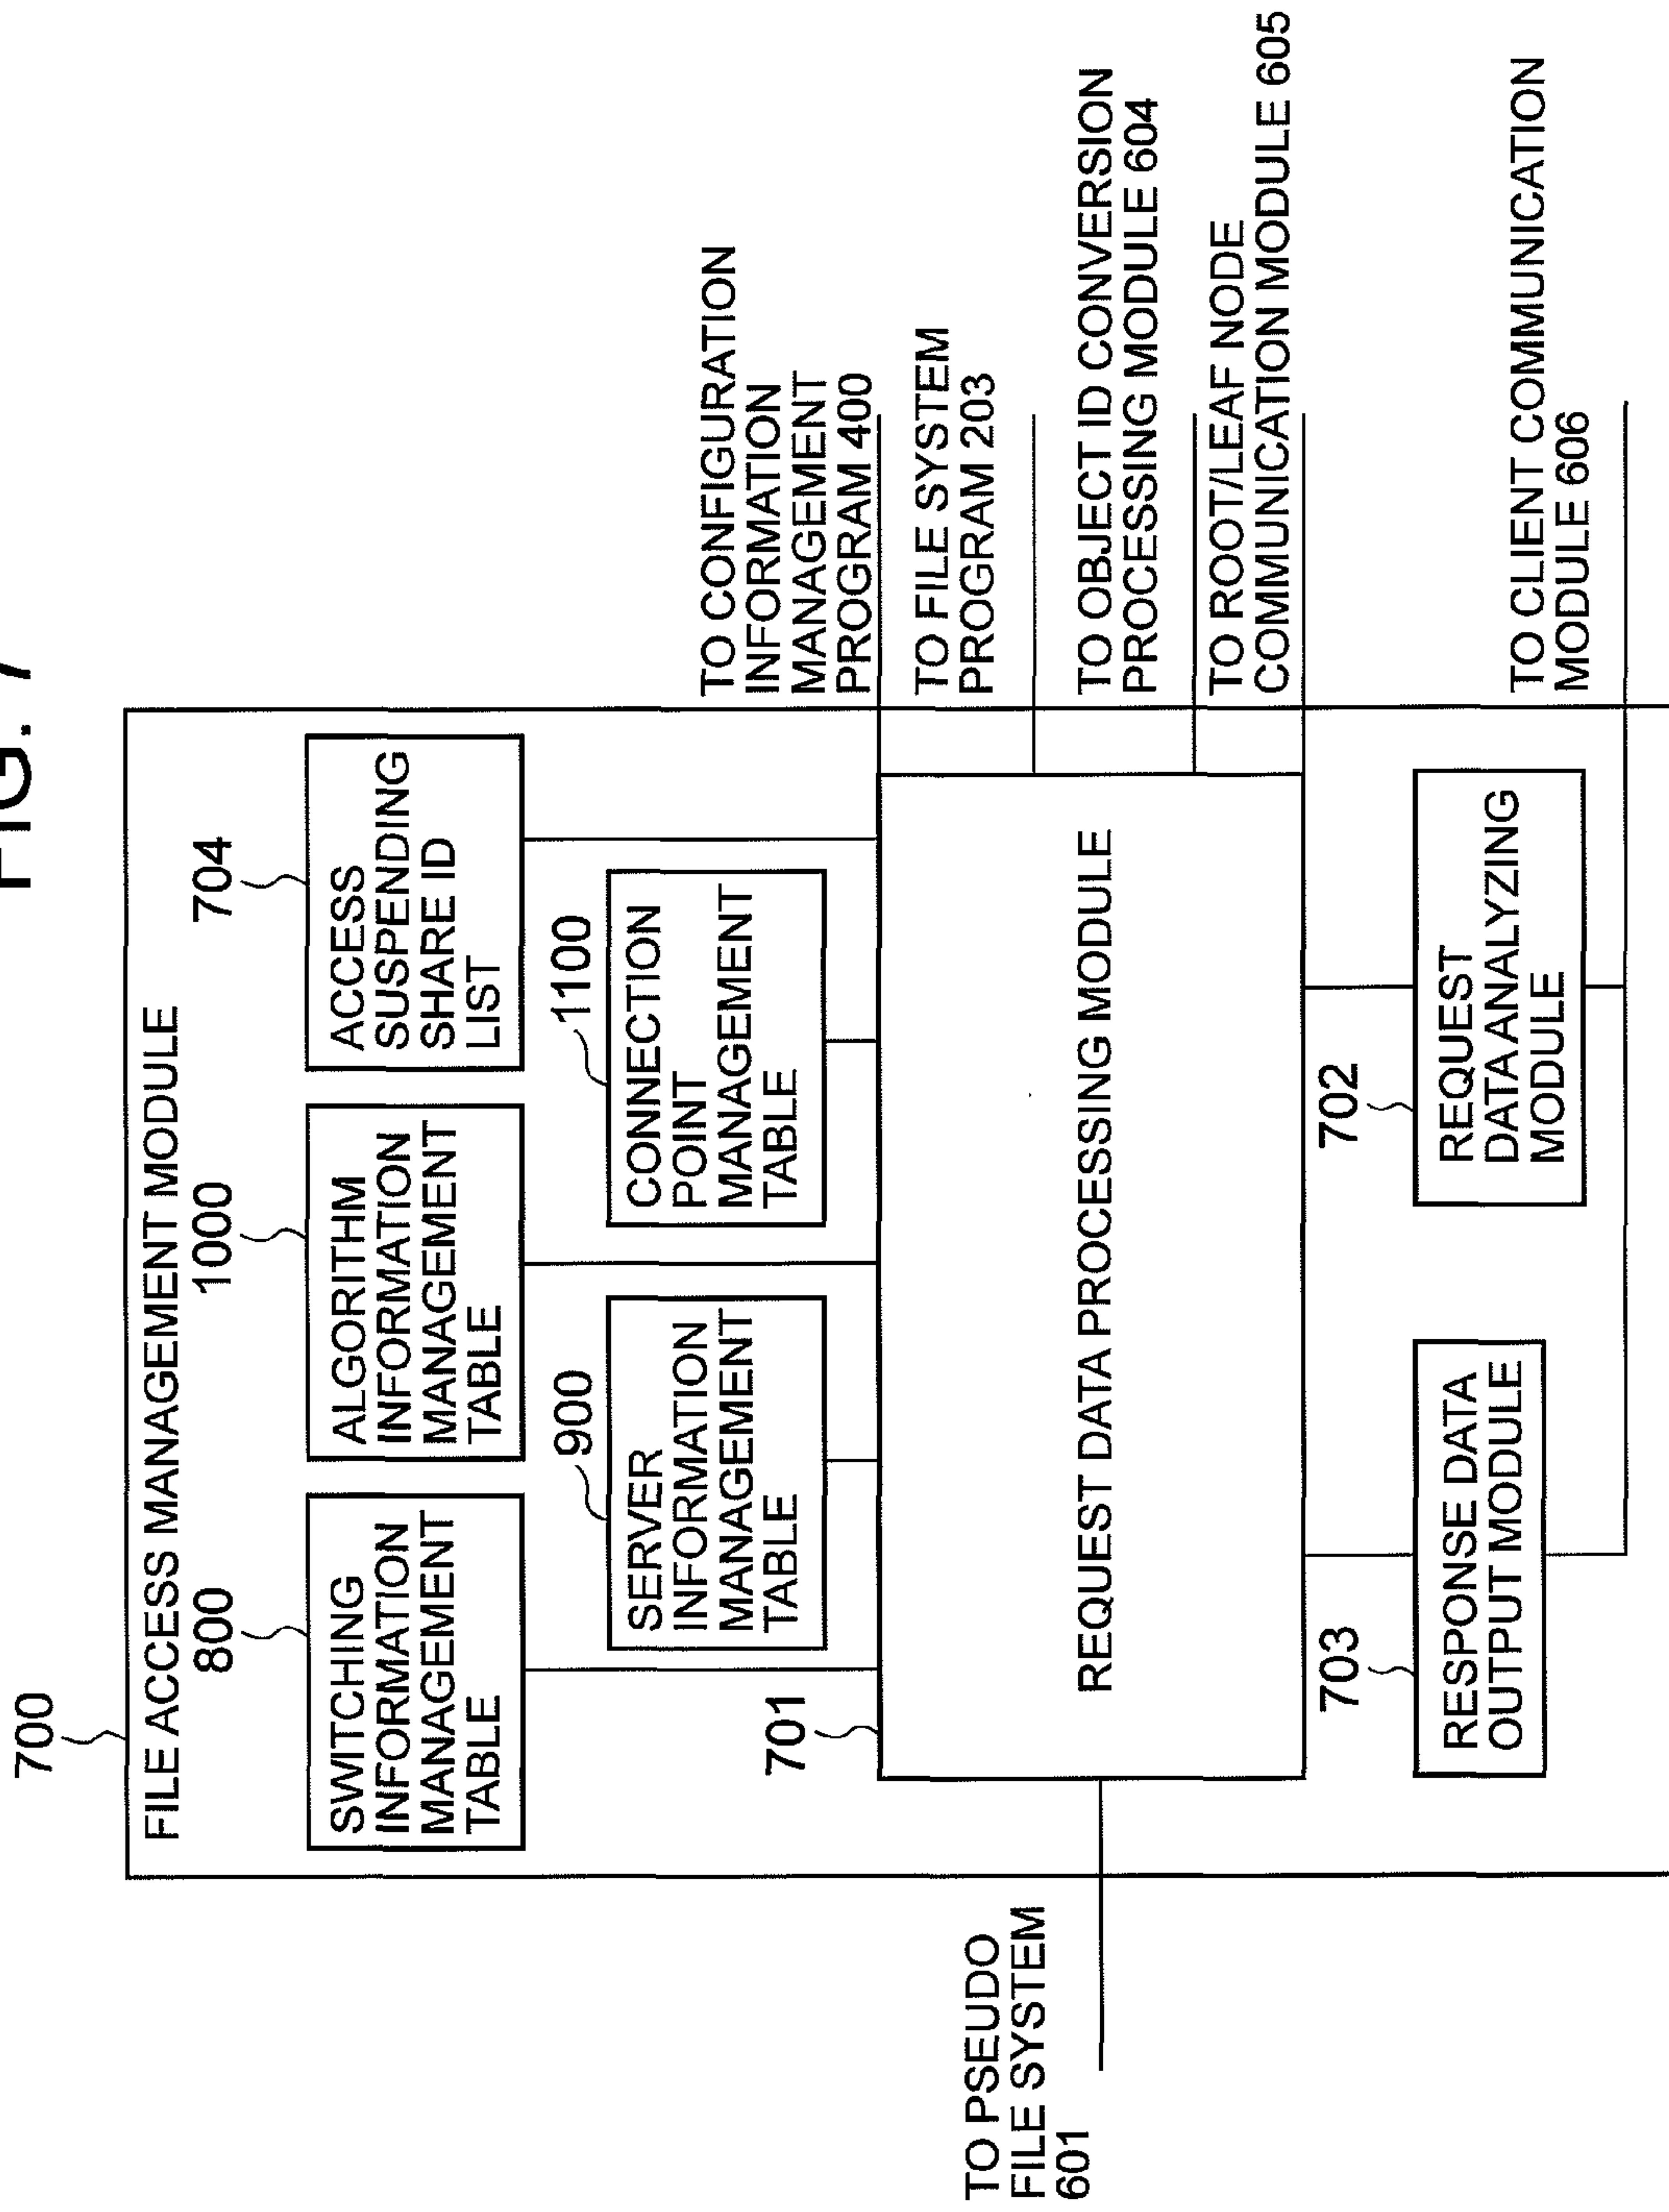 FIG. 7
700
FILE ACCESS MANAGEMENT MODULE
800
SWITCHING
INFORMATION
MANAGEMENT
TABLE
1000
ALGORITHM
INFORMATION
MANAGEMENT
TABLE
704
ACCESS
SUSPENDING
SHARE ID
LIST
900
SERVER
INFORMATION
MANAGEMENT
TABLE
1100
CONNECTION
POINT
MANAGEMENT
TABLE
701
REQUEST DATA PROCESSING MODULE
TO PSEUDO
FILE SYSTEM
601
TO CONFIGURATION
INFORMATION
MANAGEMENT
PROGRAM 400
TO FILE SYSTEM
PROGRAM 203
TO OBJECT ID CONVERSION
PROCESSING MODULE 604
TO ROOT/LEAF NODE
COMMUNICATION MODULE 605
703
RESPONSE DATA
OUTPUT MODULE
702
REQUEST
DATA ANALYZING
MODULE
TO CLIENT COMMUNICATION
MODULE 606